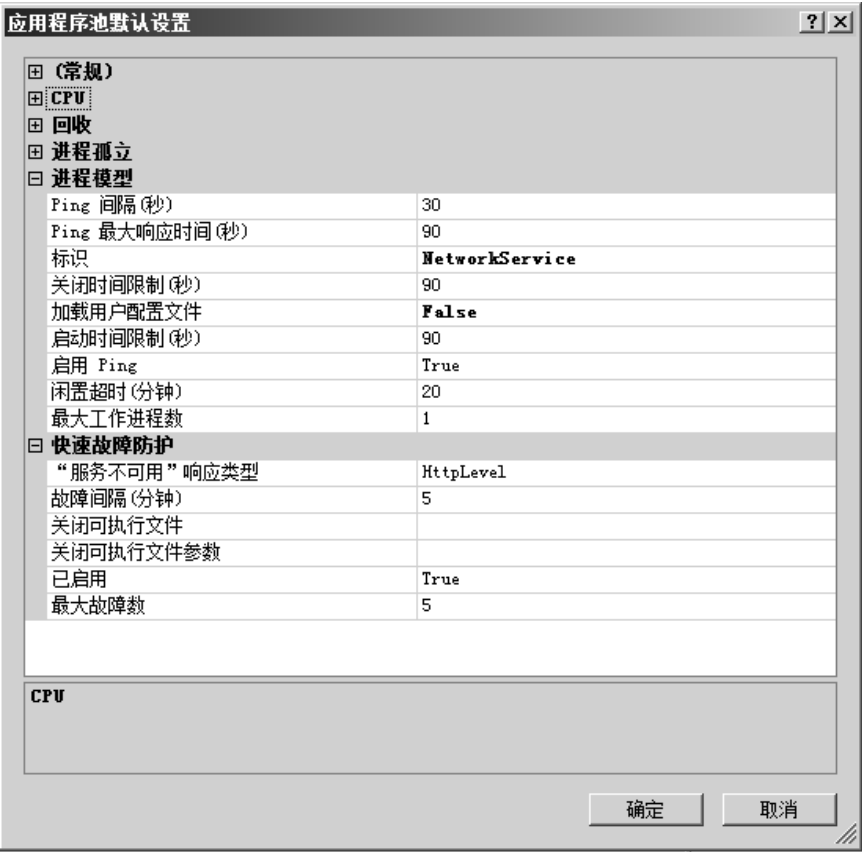 应用程序池默认设置
(常规)
CPU
回收
进程孤立
进程模型
Ping 间隔(秒) 30
Ping 最大响应时间(秒) 90
标识 NetworkService
关闭时间限制(秒) 90
加载用户配置文件 False
启动时间限制(秒) 90
启用 Ping True
闲置超时(分钟) 20
最大工作进程数 1
快速故障防护
“服务不可用”响应类型 HttpLevel
故障间隔(分钟) 5
关闭可执行文件
关闭可执行文件参数
已启用 True
最大故障数 5
CPU
确定 取消